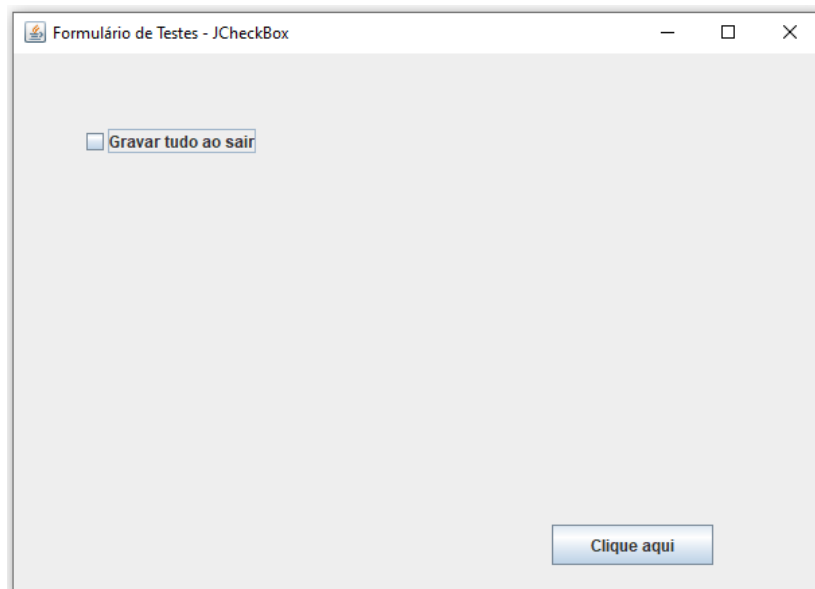 Formulário de Testes - JCheckBox
Gravar tudo ao sair
Clique aqui